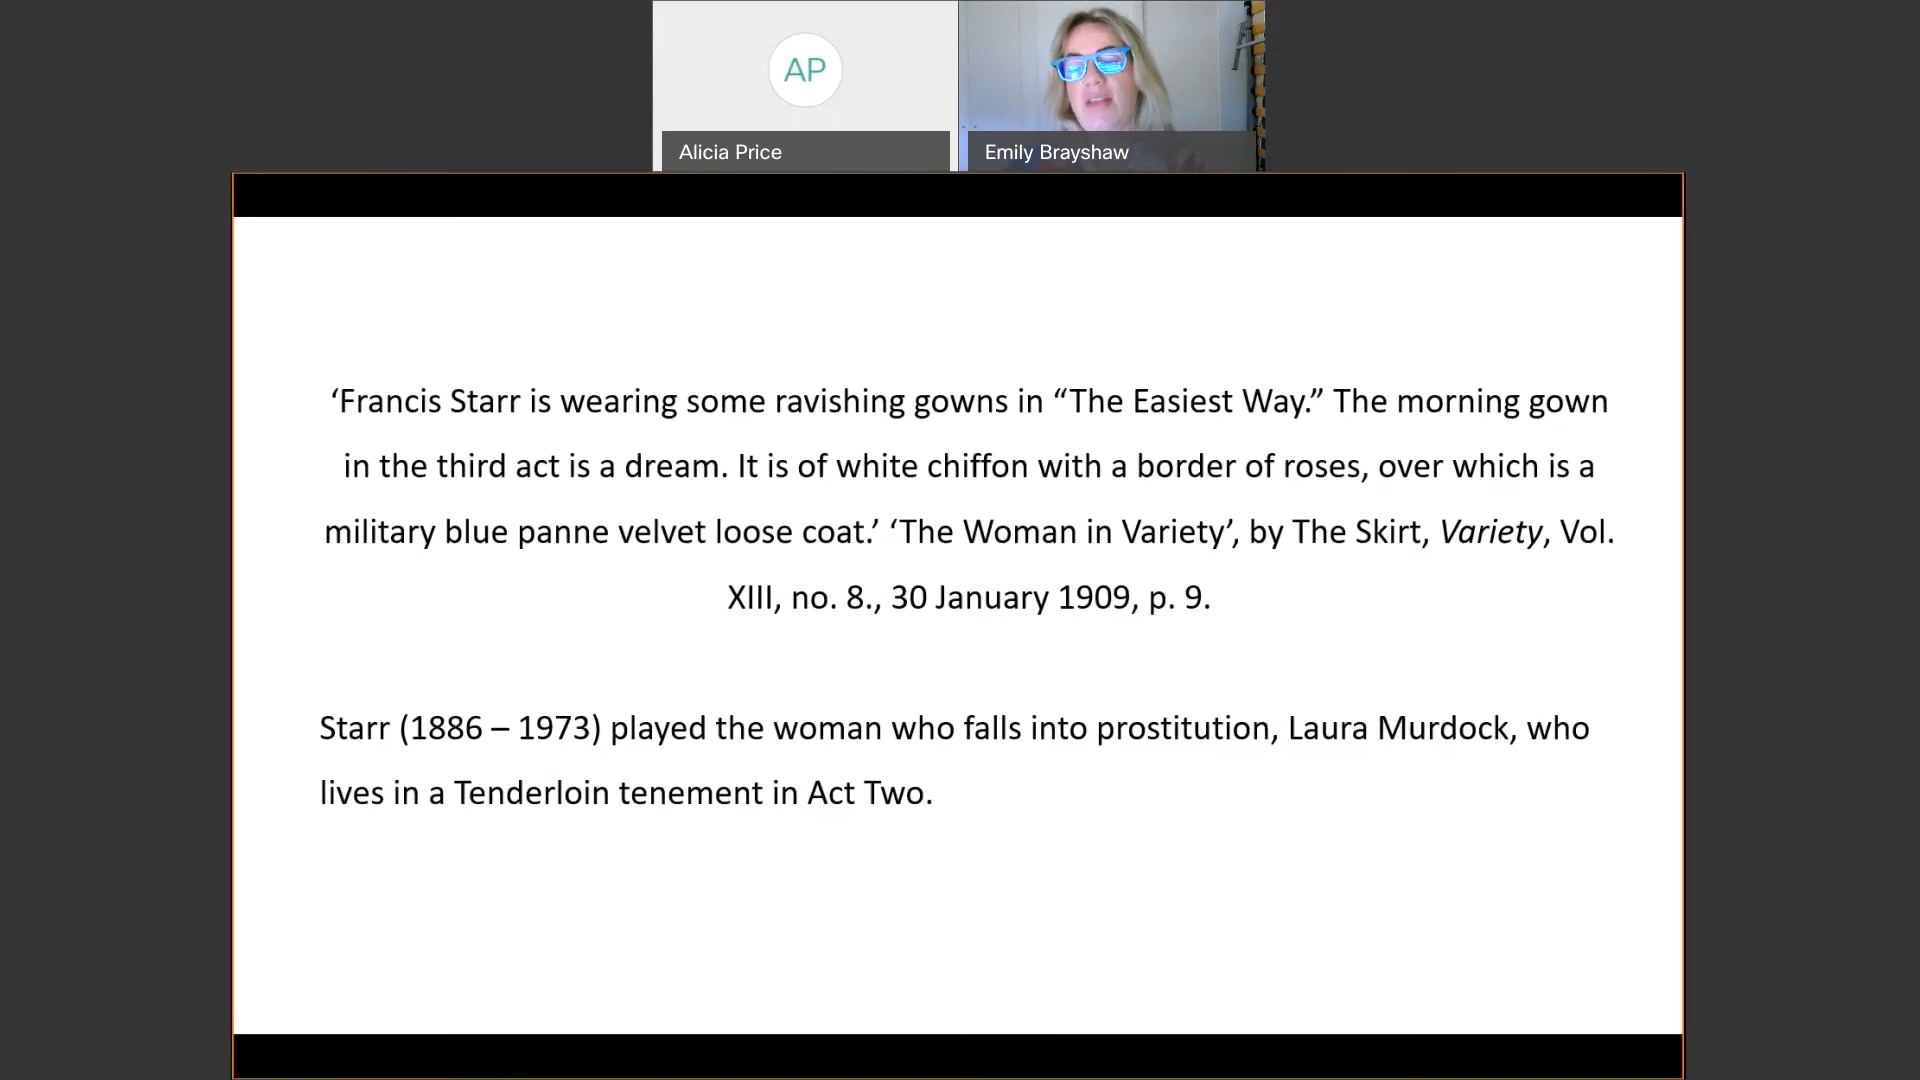 AP
Alicia Price
Emily Brayshaw
‘Francis Starr is wearing some ravishing gowns in “The Easiest Way.” The morning gown
in the third act is a dream. It is of white chiffon with a border of roses, over which is a
military blue panne velvet loose coat.’ ‘The Woman in Variety’, by The Skirt, Variety, Vol.
XIII, no. 8., 30 January 1909, p. 9.
Starr (1886 – 1973) played the woman who falls into prostitution, Laura Murdock, who
lives in a Tenderloin tenement in Act Two.